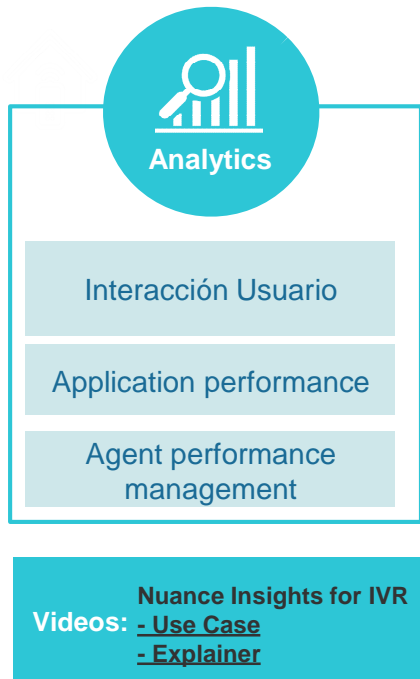 Analytics
Interacción Usuario
Application performance
Agent performance
management
Nuance Insights for IVR
Videos: - Use Case
- Explainer